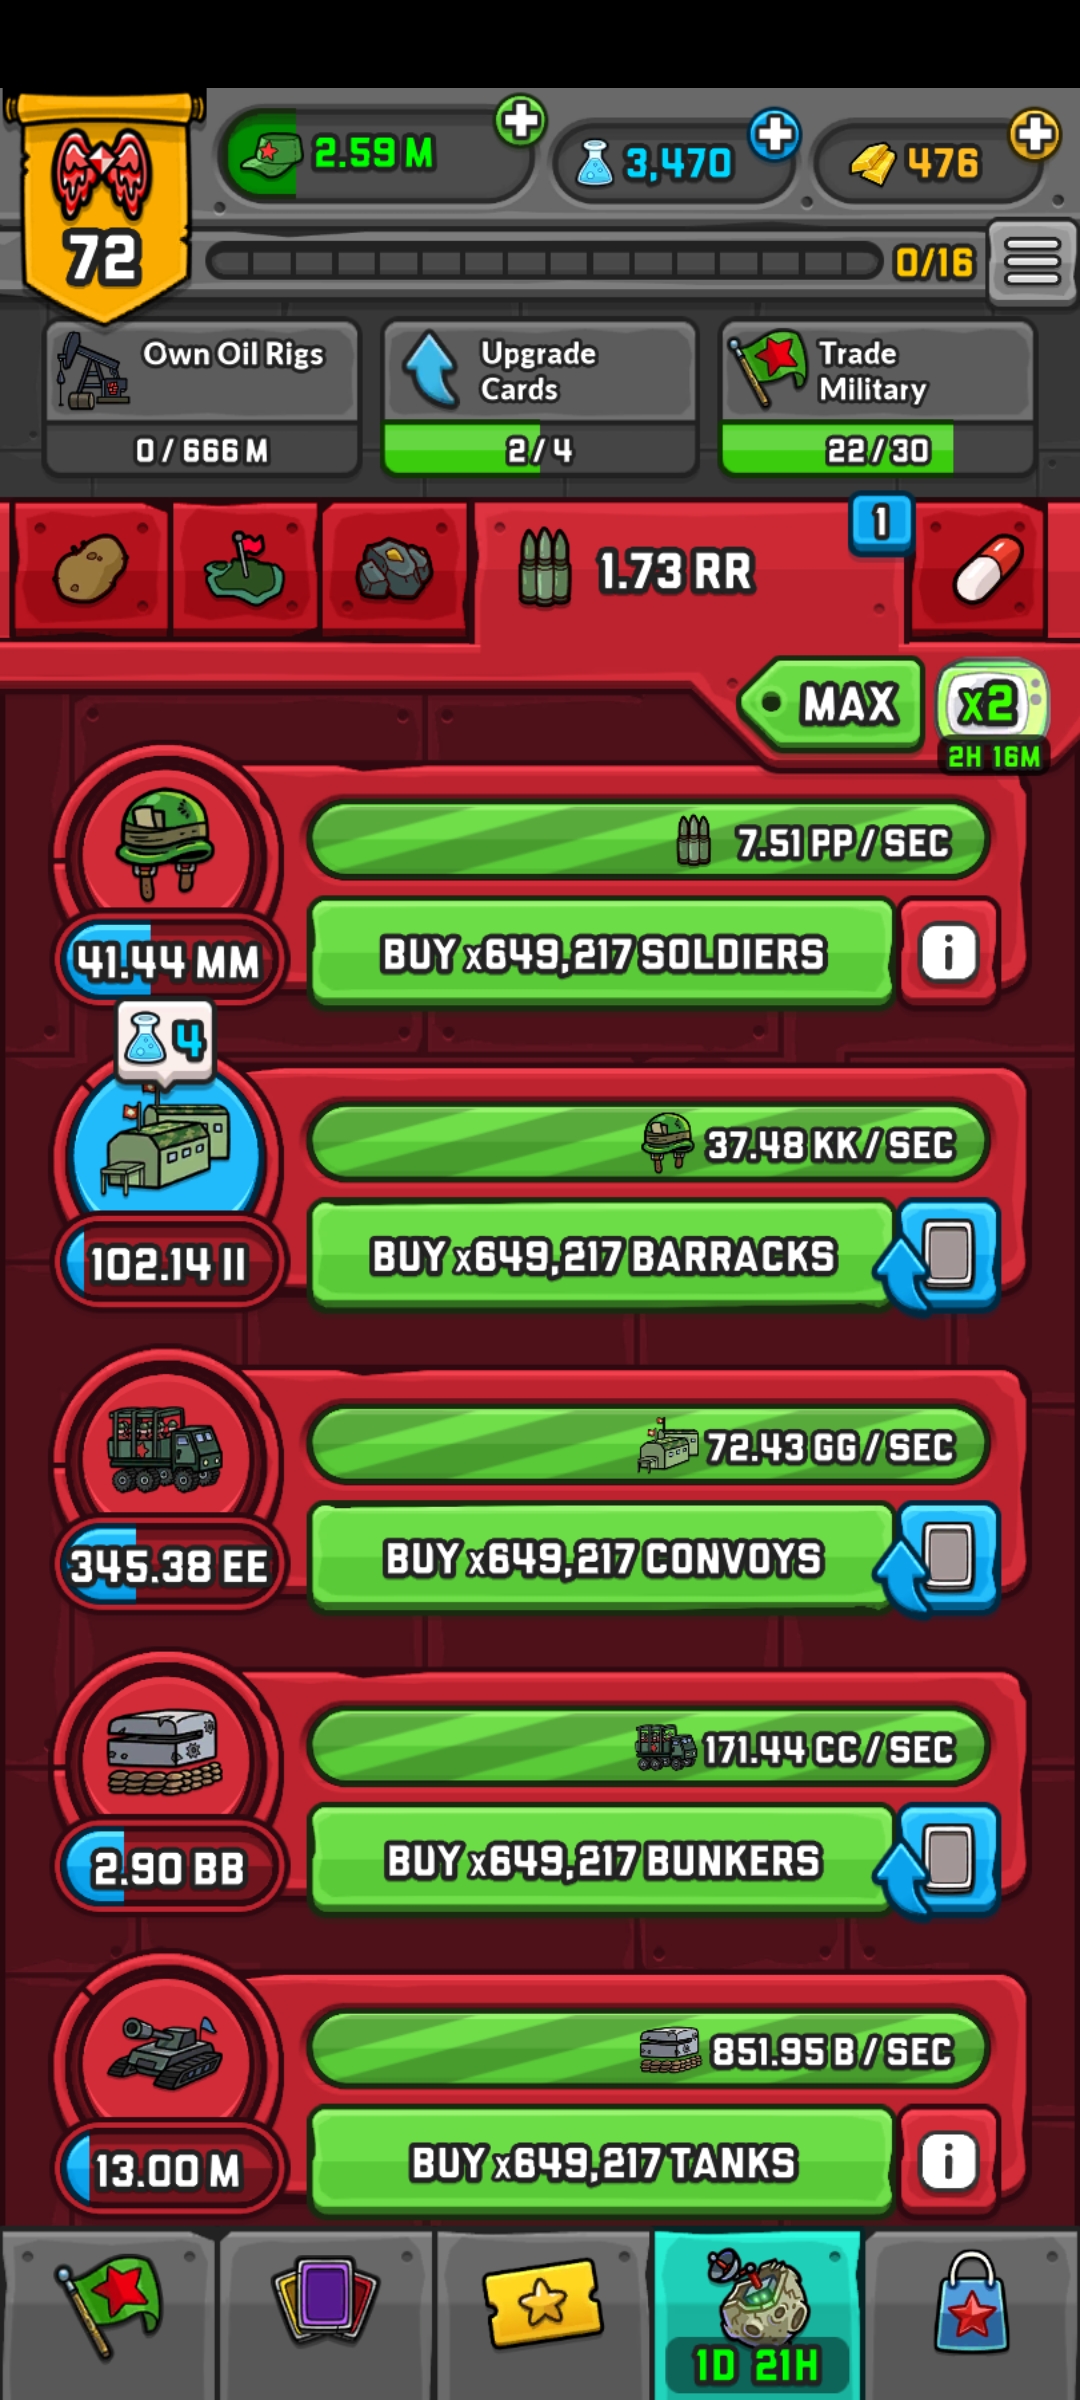 72
2.59 M
3,470
476
0/16
Own Oil Rigs
0 / 666 M
Upgrade
Cards
2 / 4
Trade
Military
22 / 30
1.73 RR
1
MAX
x2
2H 16M
7.51 PP / SEC
41.44 MM
BUY x649,217 SOLDIERS
i
4
37.48 KK / SEC
102.14 II
BUY x649,217 BARRACKS
72.43 GG / SEC
345.38 EE
BUY x649,217 CONVOYS
171.44 CC / SEC
2.90 BB
BUY x649,217 BUNKERS
851.95 B / SEC
13.00 M
BUY x649,217 TANKS
i
1D 21H